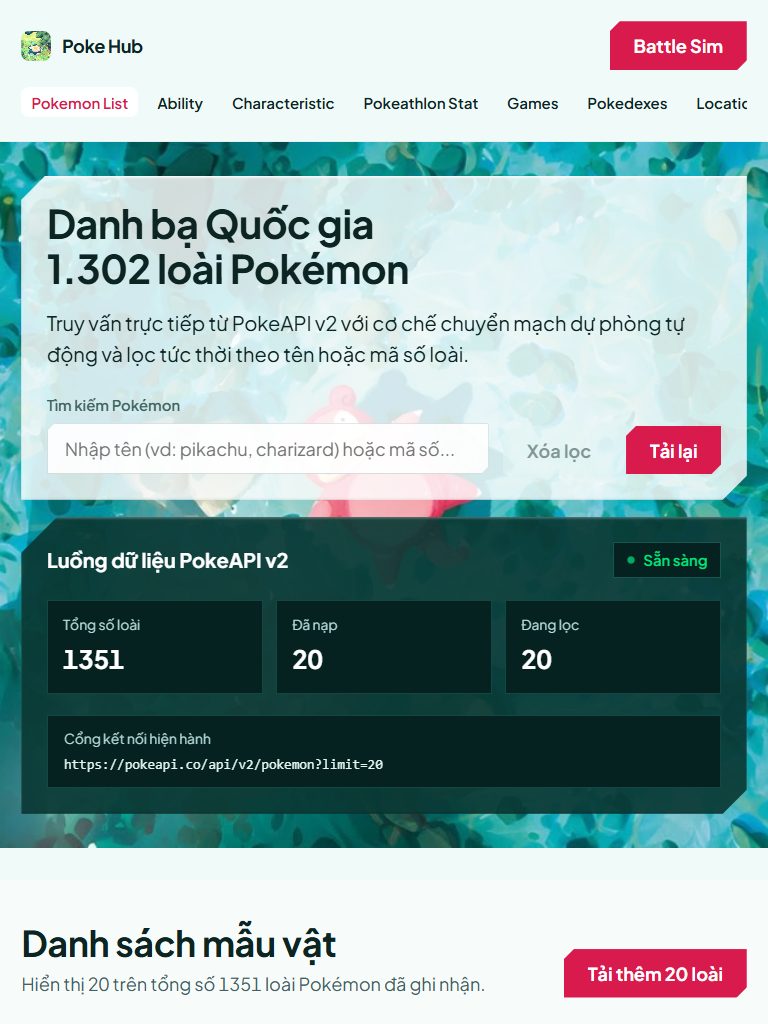 Poke Hub
Battle Sim
Pokemon List Ability Characteristic Pokeathlon Stat Games Pokedexes
Danh bạ Quốc gia
1.302 loài Pokémon
Truy vấn trực tiếp từ PokeAPI v2 với cơ chế chuyển mạch dự phòng tự
động và lọc tức thời theo tên hoặc mã số loài.
Tìm kiếm Pokémon
Nhập tên (vd: pikachu, charizard) hoặc mã số...
Xóa lọc
Tải lại
Luồng dữ liệu PokeAPI v2
Sẵn sàng
Tổng số loài
1351
Đã nạp
20
Đang lọc
20
Cổng kết nối hiện hành
https://pokeapi.co/api/v2/pokemon?limit=20
Danh sách mẫu vật
Hiển thị 20 trên tổng số 1351 loài Pokémon đã ghi nhận.
Tải thêm 20 loài